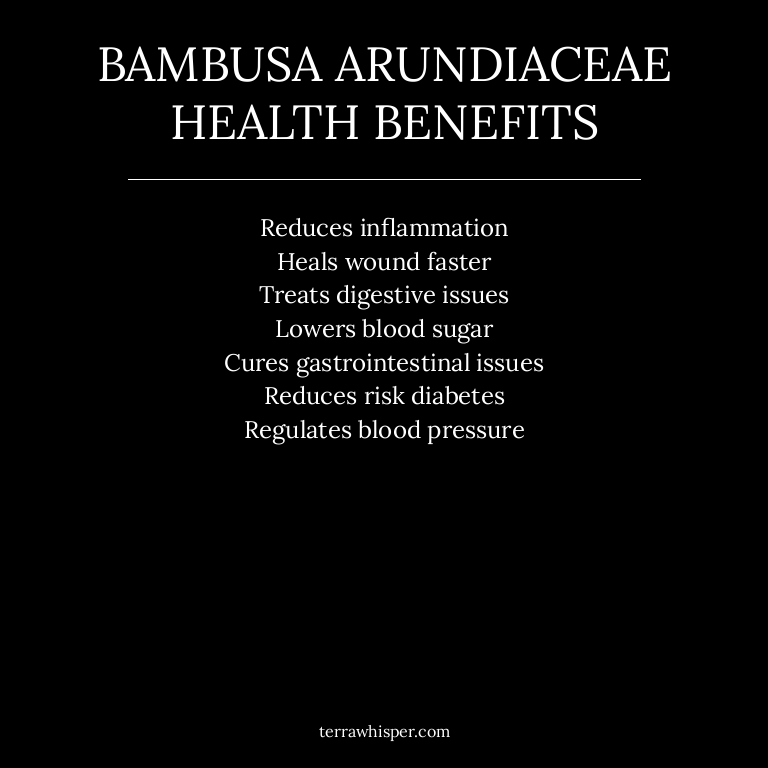 BAMBUSA ARUNDIACEAE
HEALTH BENEFITS
Reduces inflammation
Heals wound faster
Treats digestive issues
Lowers blood sugar
Cures gastrointestinal issues
Reduces risk diabetes
Regulates blood pressure
terrawhisper.com